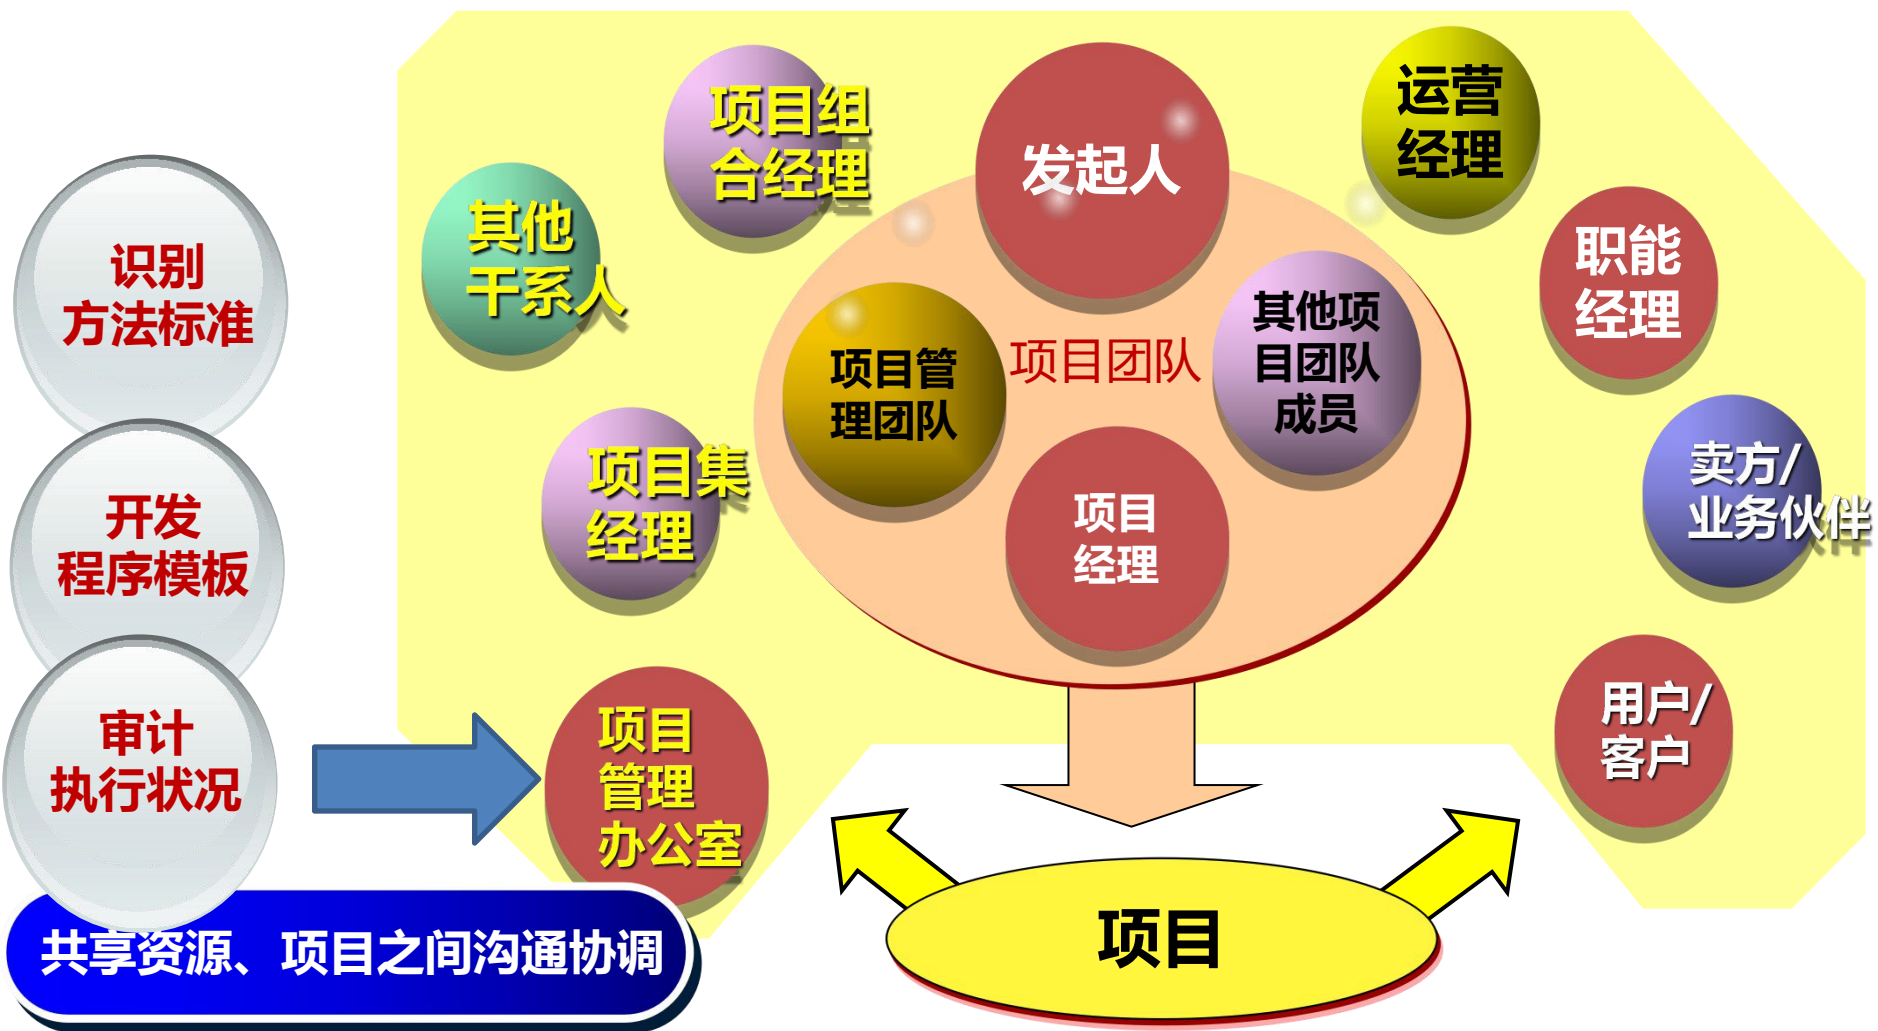 识别
方法标准
开发
程序模板
审计
执行状况
共享资源、项目之间沟通协调
项目组
合经理
其他
干系人
项目集
经理
项目
管理
办公室
发起人
项目管
理团队
项目团队
其他项
目团队
成员
项目
经理
运营
经理
职能
经理
卖方/
业务伙伴
用户/
客户
项目